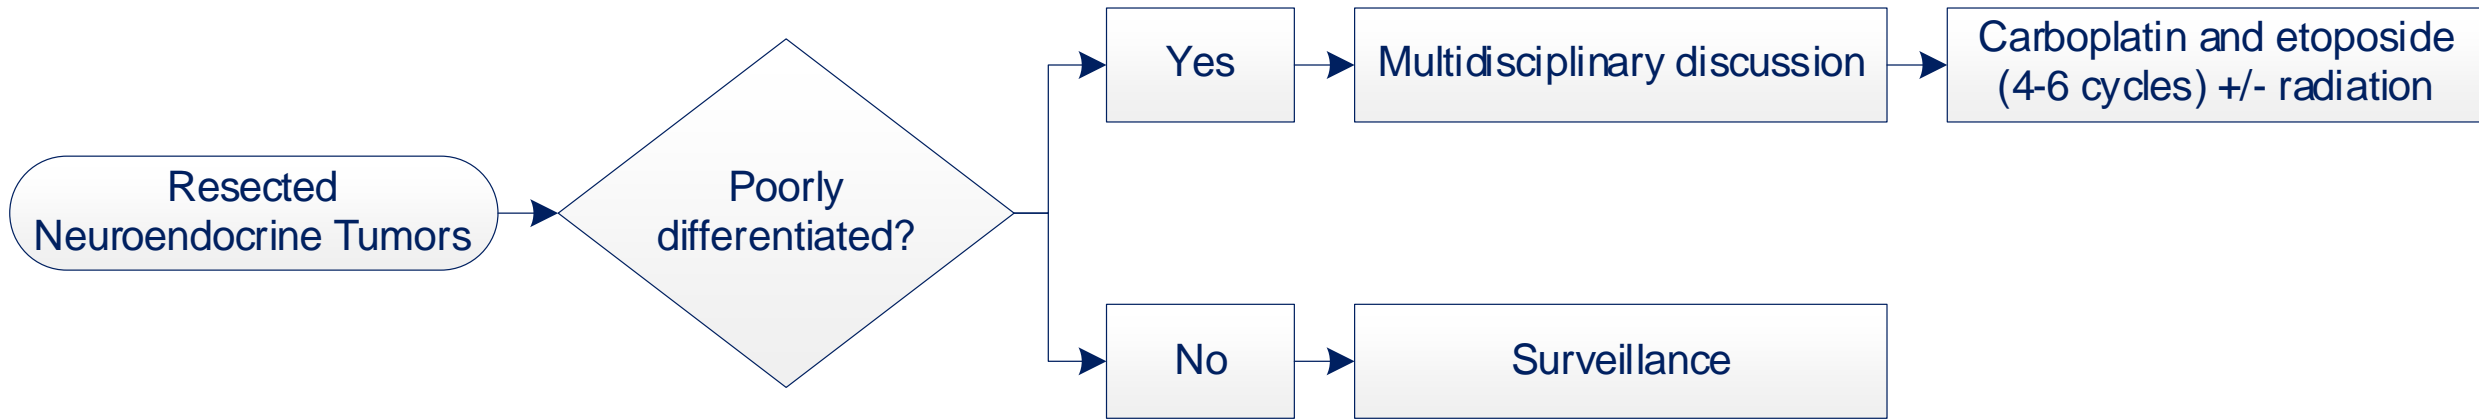 Resected
Neuroendocrine Tumors
Poorly
differentiated?
Yes
Multidisciplinary discussion
Carboplatin and etoposide
(4-6 cycles) +/- radiation
No
Surveillance